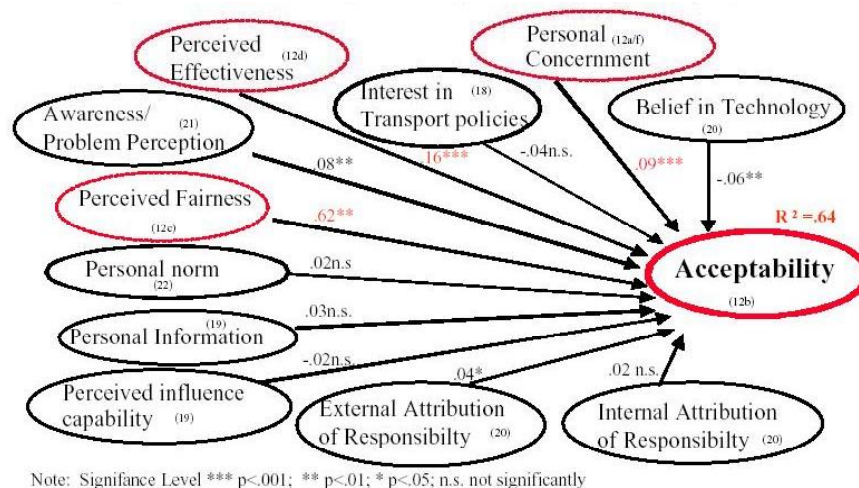 Perceived (12d)
Effectiveness
Personal (12a/f)
Concernment
Interest in (18)
Transport policies
Belief in Technology
(20)
Awareness/ (21)
Problem Perception
.08**
.16***
-.04n.s.
.09***
-.06**
Perceived Fairness
(12c)
.62**
R ² =.64
Acceptability
(12b)
Personal norm
(22)
.02n.s
Personal Information (19)
.03n.s.
-.02n.s.
Perceived influence
capability (19)
.04*
.02 n.s.
External Attribution
of Responsibilty (20)
Internal Attribution
of Responsibilty (20)
Note: Signifance Level *** p<.001; ** p<.01; * p<.05; n.s. not significantly